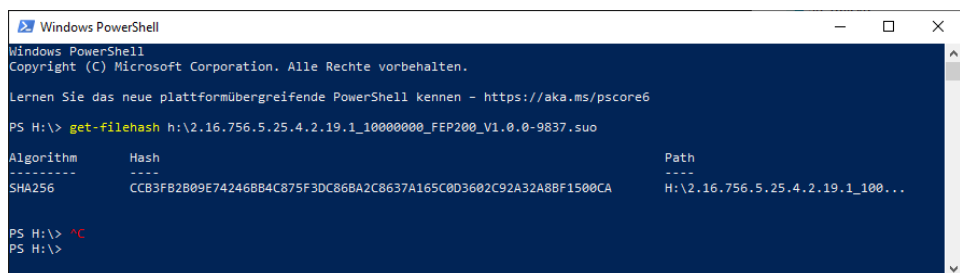 Windows PowerShell
Windows PowerShell
Copyright (C) Microsoft Corporation. Alle Rechte vorbehalten.
Lernen Sie das neue plattformübergreifende PowerShell kennen – https://aka.ms/pscore6
PS H:\> get-filehash h:\2.16.756.5.25.4.2.19.1_10000000_FEP200_V1.0.0-9837.suo
Algorithm Hash Path
--------- ---- ----
SHA256 CCB3FB2B09E74246BB4C875F3DC86BA2C8637A165C0D3602C92A32A8BF1500CA H:\2.16.756.5.25.4.2.19.1_100...
PS H:\> ^C
PS H:\>